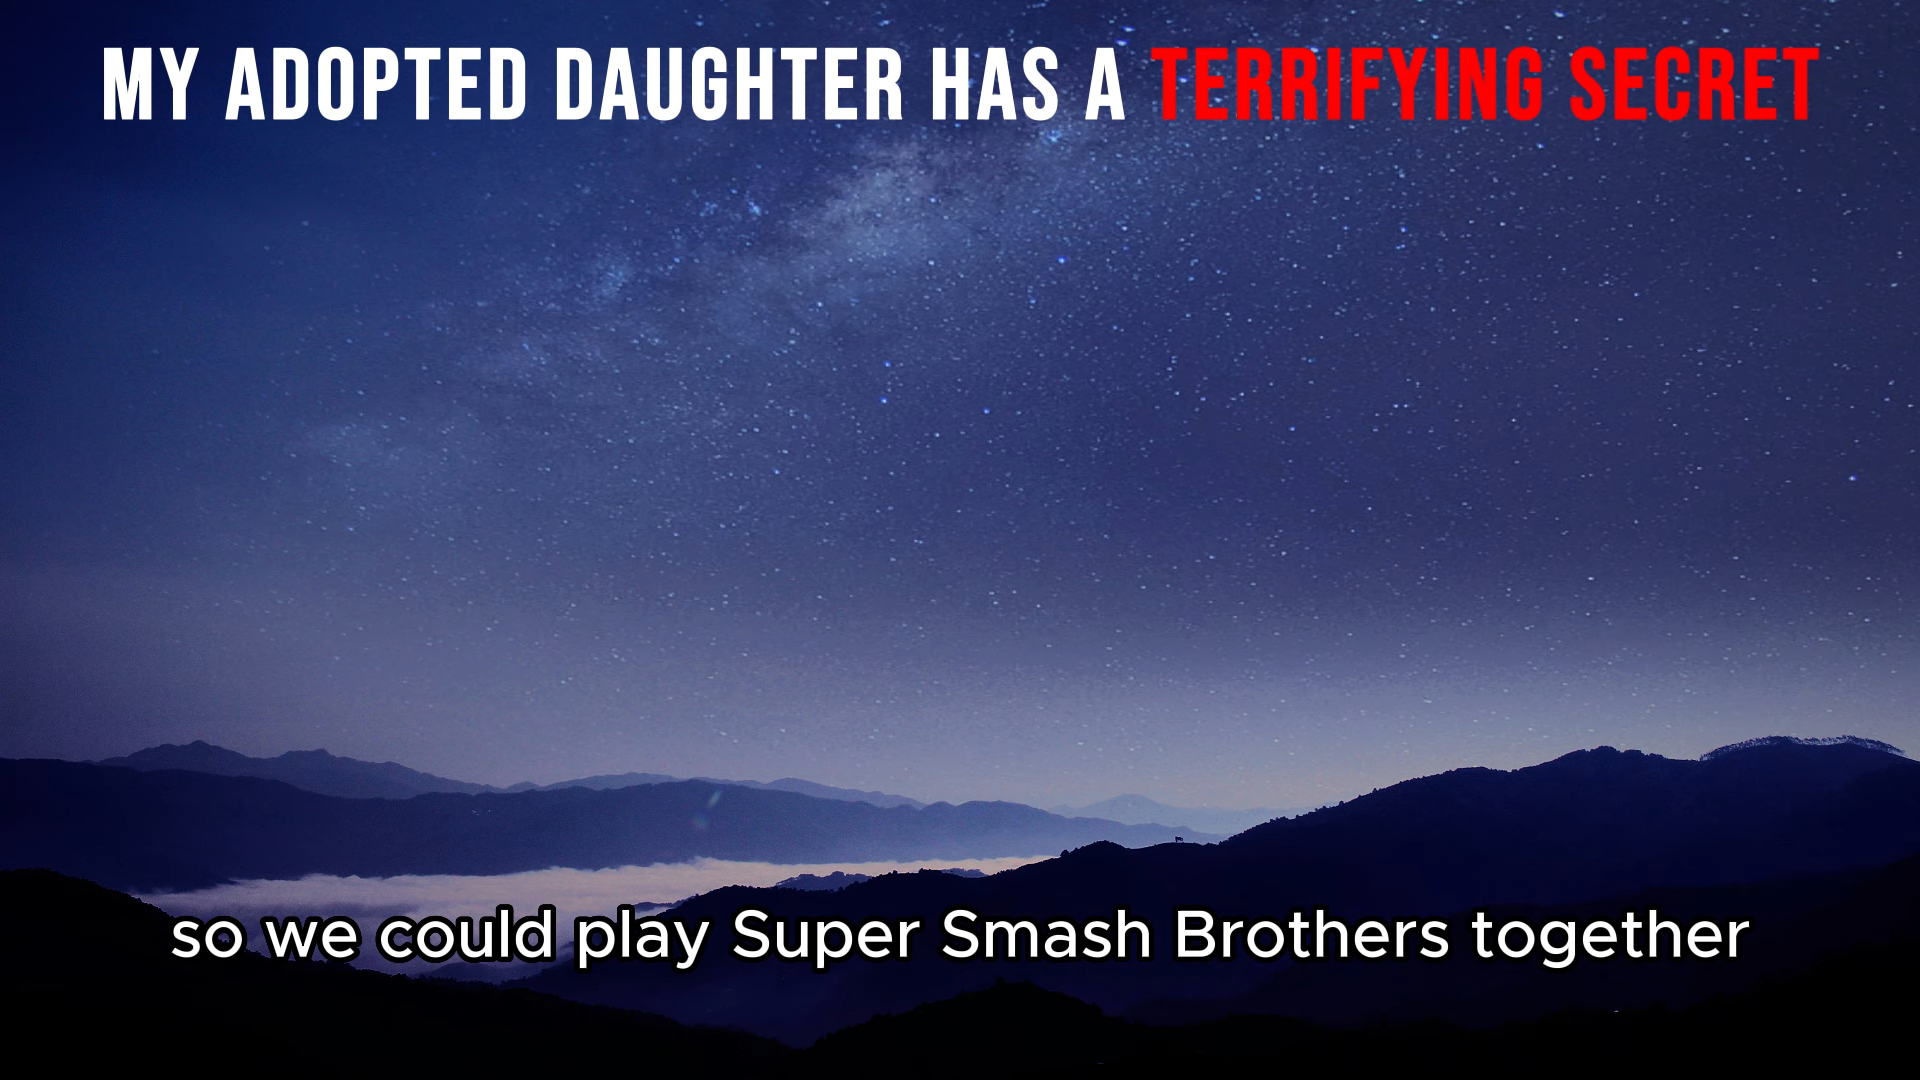 MY ADOPTED DAUGHTER HAS A TERRIFYING SECRET
so we could play Super Smash Brothers together